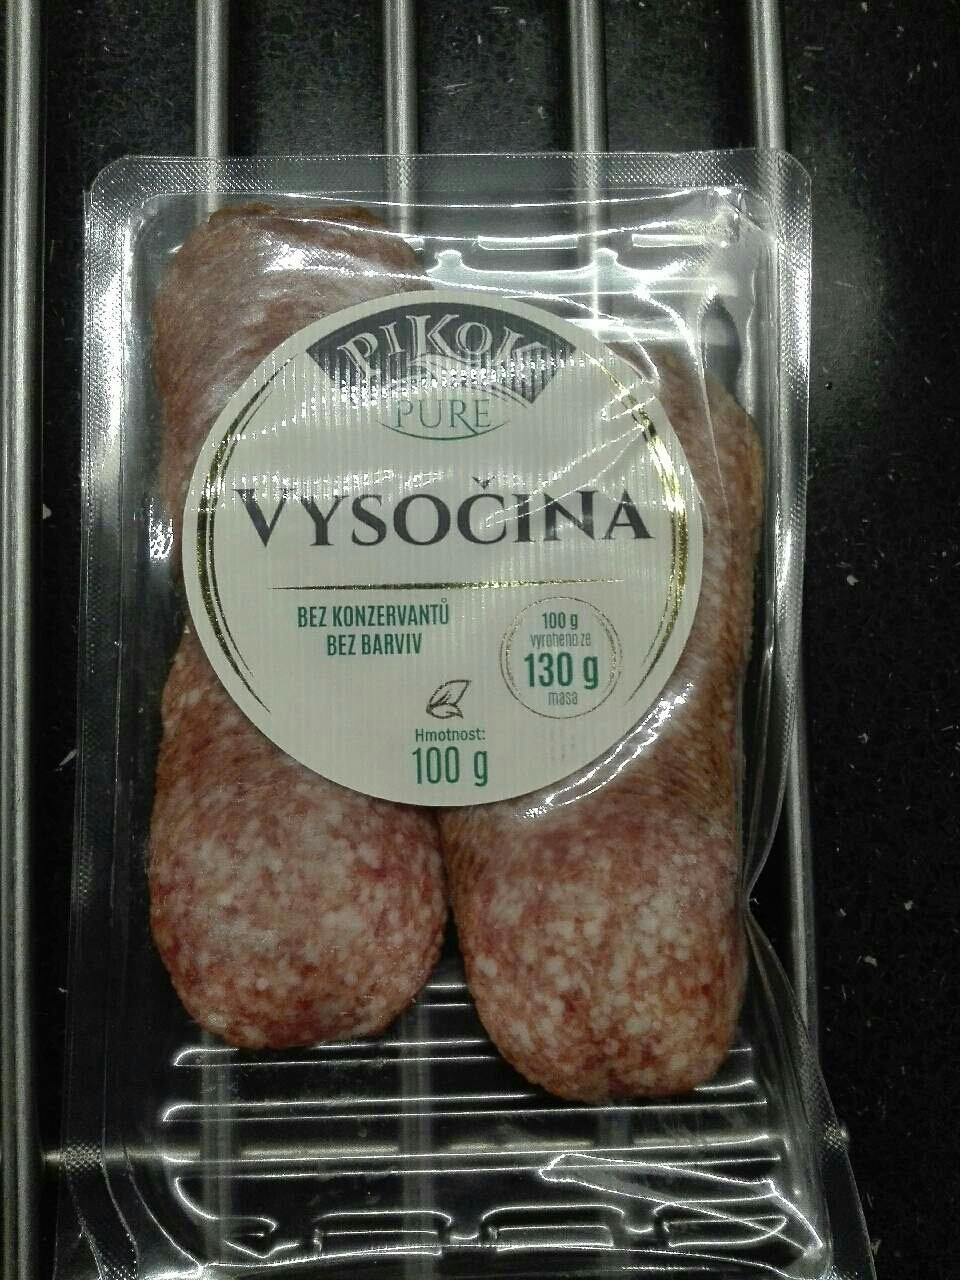 PIKOK
PURE
VYSOČINA
BEZ KONZERVANTŮ
BEZ BARVIV
100 g
vyrobeno ze
130 g
masa
Hmotnost:
100 g